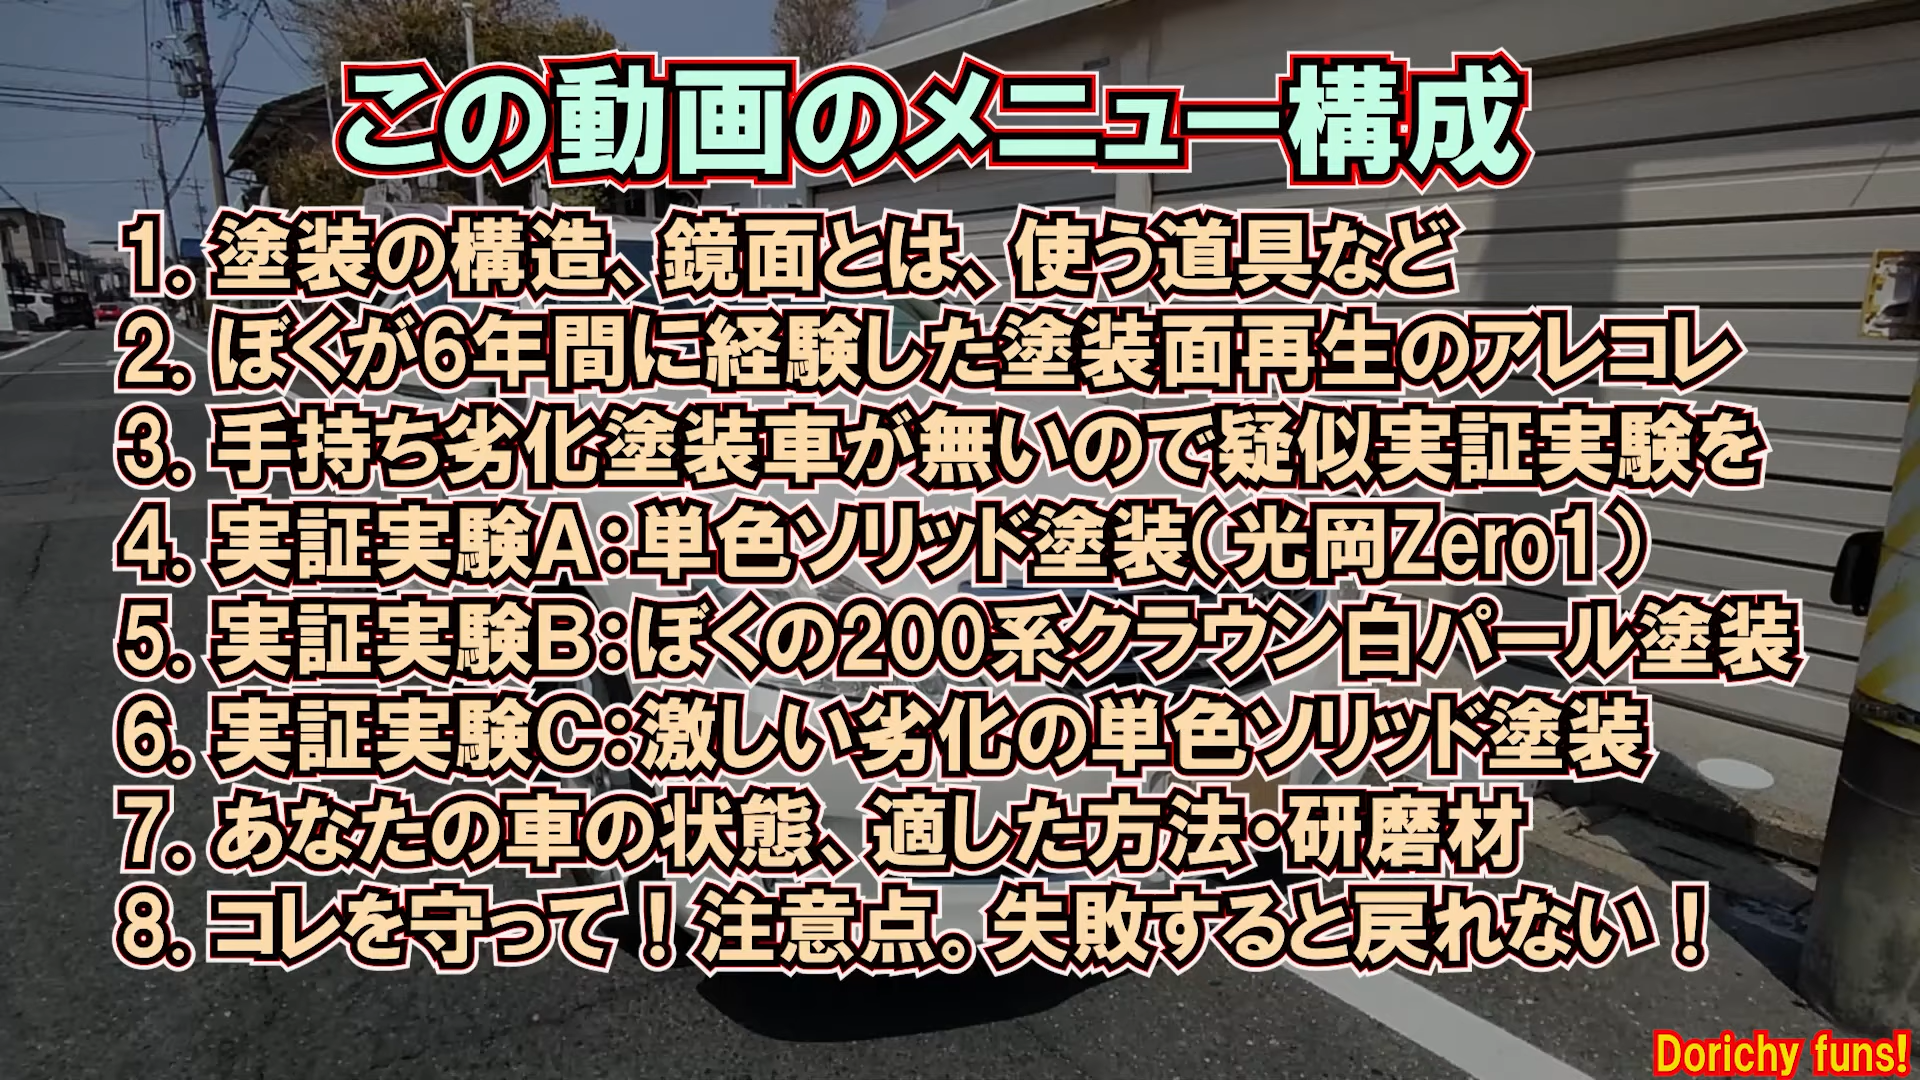 この動画のメニュー構成
1. 塗装の構造、鏡面とは、使う道具など
2. ぼくが6年間に経験した塗装面再生のアレコレ
3. 手持ち劣化塗装車が無いので疑似実証実験を
4. 実証実験A:単色ソリッド塗装(光岡Zero1)
5. 実証実験B:ぼくの200系クラウン白パール塗装
6. 実証実験C:激しい劣化の単色ソリッド塗装
7. あなたの車の状態、適した方法・研磨材
8. コレを守って!注意点。失敗すると戻れない!
Dorichy funs!